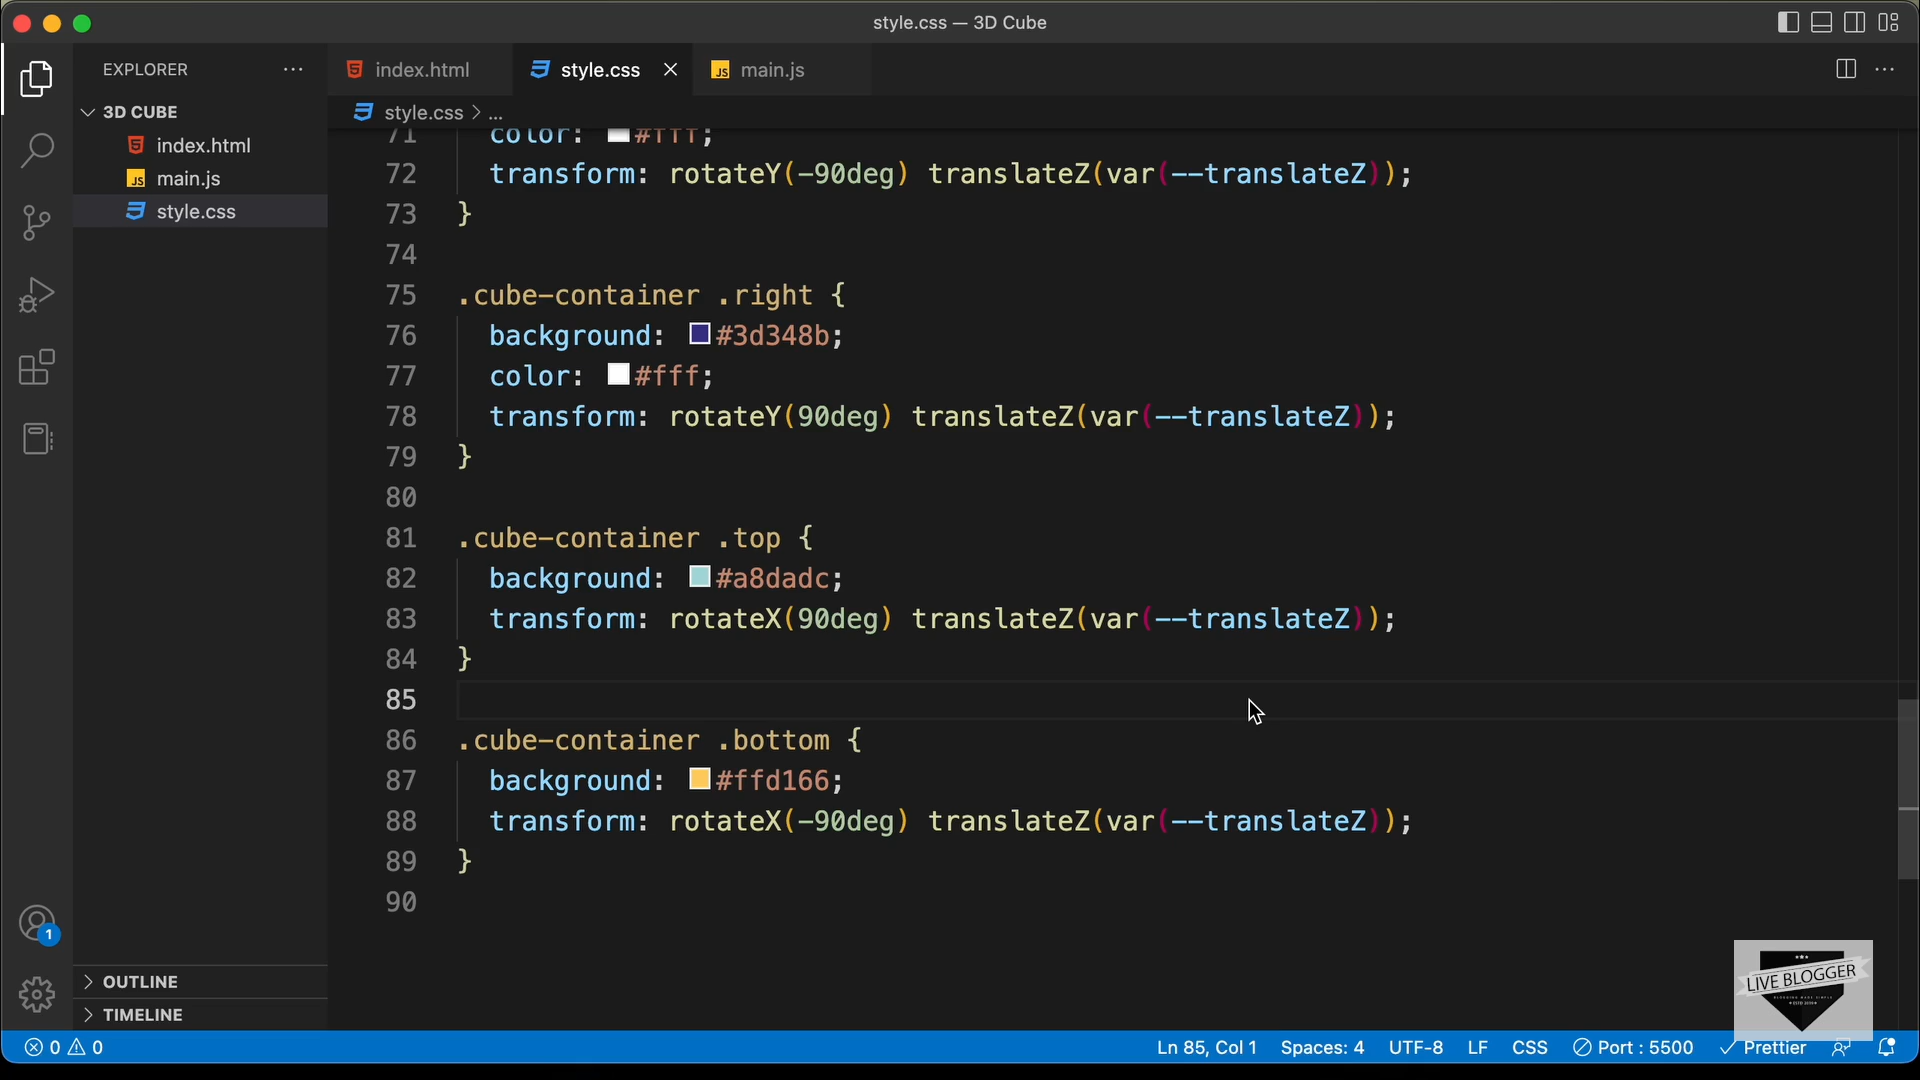 style.css — 3D Cube
EXPLORER
index.html
style.css
main.js
3D CUBE
style.css > ...
index.html
main.js
style.css
71 color: #fff;
72 transform: rotateY(-90deg) translateZ(var(--translateZ));
73 }
74
75 .cube-container .right {
76 background: #3d348b;
77 color: #fff;
78 transform: rotateY(90deg) translateZ(var(--translateZ));
79 }
80
81 .cube-container .top {
82 background: #a8dadc;
83 transform: rotateX(90deg) translateZ(var(--translateZ));
84 }
85
86 .cube-container .bottom {
87 background: #ffd166;
88 transform: rotateX(-90deg) translateZ(var(--translateZ));
89 }
90
1
OUTLINE
TIMELINE
LIVE BLOGGER
0 0
Ln 85, Col 1 Spaces: 4 UTF-8 LF CSS Port : 5500 Prettier